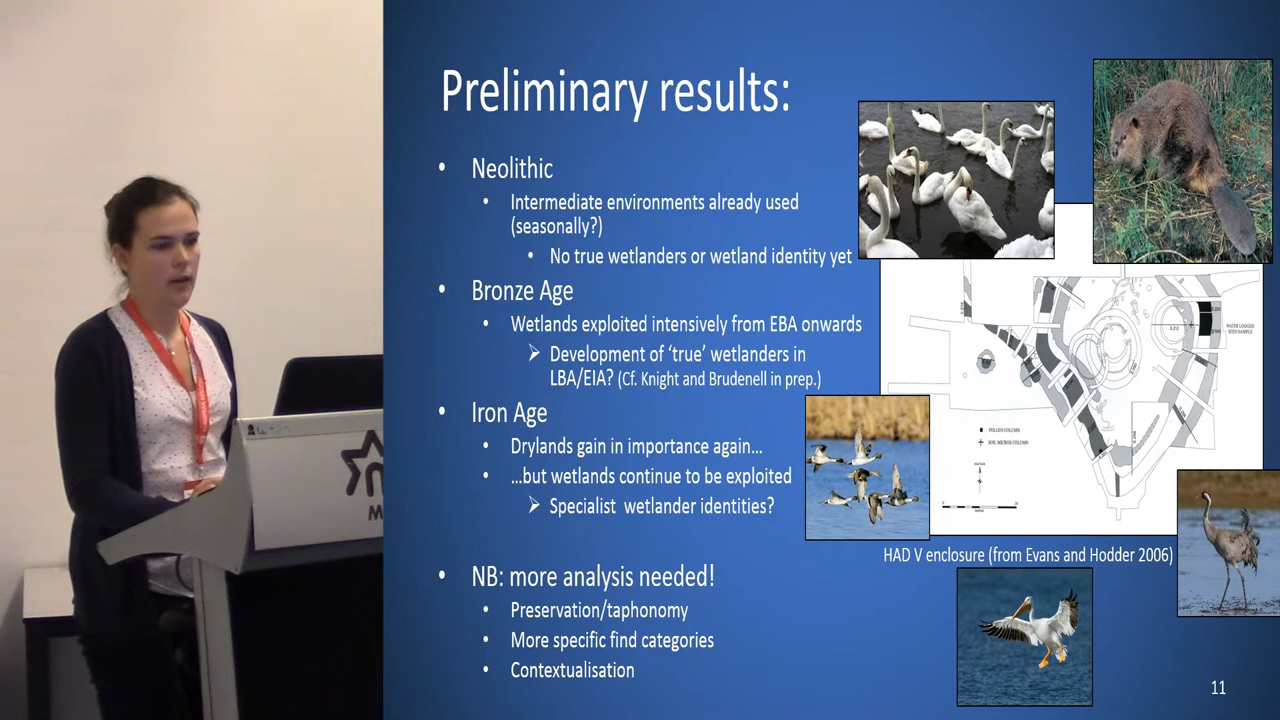 Preliminary results:
• Neolithic
• Intermediate environments already used
(seasonally?)
• No true wetlanders or wetland identity yet
• Bronze Age
• Wetlands exploited intensively from EBA onwards
➢ Development of ‘true’ wetlanders in
LBA/EIA? (Cf. Knight and Brudenell in prep.)
• Iron Age
• Drylands gain in importance again…
• …but wetlands continue to be exploited
➢ Specialist wetlander identities?
• NB: more analysis needed!
• Preservation/taphonomy
• More specific find categories
• Contextualisation
WATER LOGGED
SEED SAMPLE
POLLEN COLUMN
SOIL MICROS COLUMN
HAD V enclosure (from Evans and Hodder 2006)
11